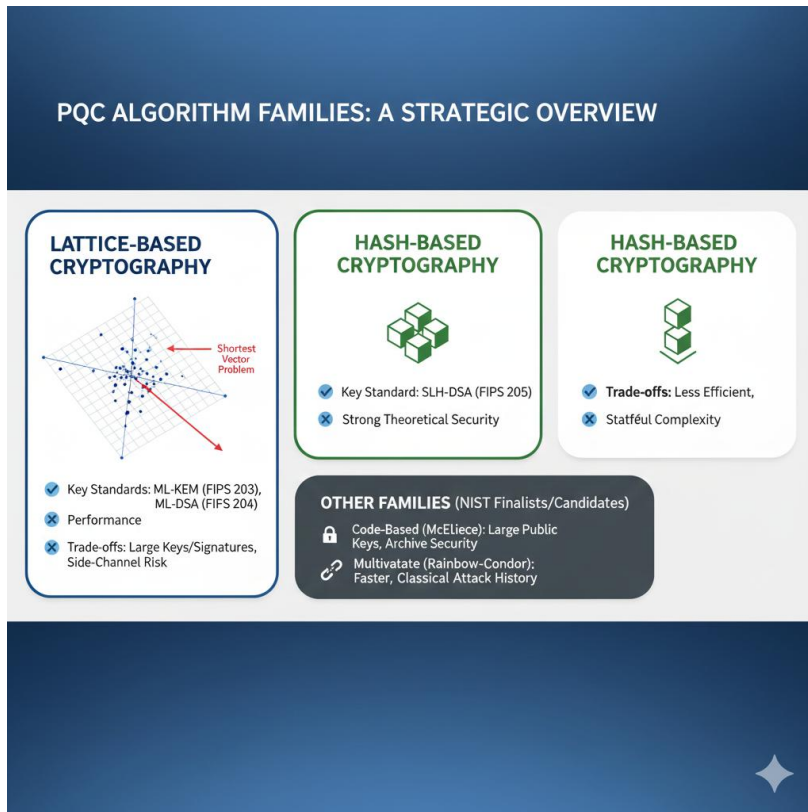 PQC ALGORITHM FAMILIES: A STRATEGIC OVERVIEW
LATTICE-BASED
CRYPTOGRAPHY
Shortest
Vector
Problem
Key Standards: ML-KEM (FIPS 203),
ML-DSA (FIFS 204)
Performance
Trade-offs: Large Keys/Signatures,
Side-Channel Risk
HASH-BASED
CRYPTOGRAPHY
Key Standard: SLH-DSA (FIPS 205)
Strong Theoretical Security
HASH-BASED
CRYPTOGRAPHY
Trade-offs: Less Efficient,
Statféul Complexity
OTHER FAMILIES (NIST Finalists/Candidates)
Code-Based (McEliece): Large Public
Keys, Archive Security
Multivatate (Rainbow-Condor):
Faster, Classical Attack History